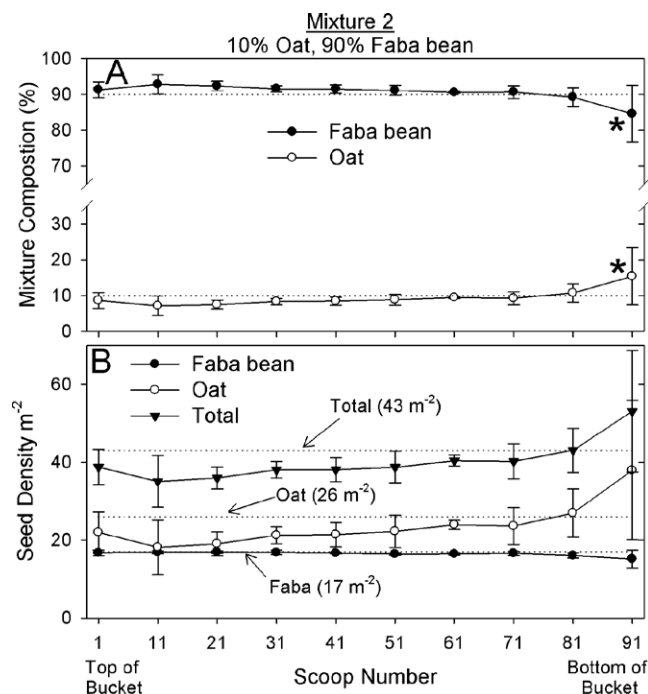 Mixture 2
10% Oat, 90% Faba bean
A
100
90
80
70
30
20
10
0
Mixture Compostion (%)
Faba bean
Oat
*
*
B
Faba bean
Oat
Total
Total (43 m⁻²)
Oat (26 m⁻²)
Faba (17 m⁻²)
60
40
20
0
Seed Density m⁻²
1 11 21 31 41 51 61 71 81 91
Top of Bucket
Scoop Number
Bottom of Bucket